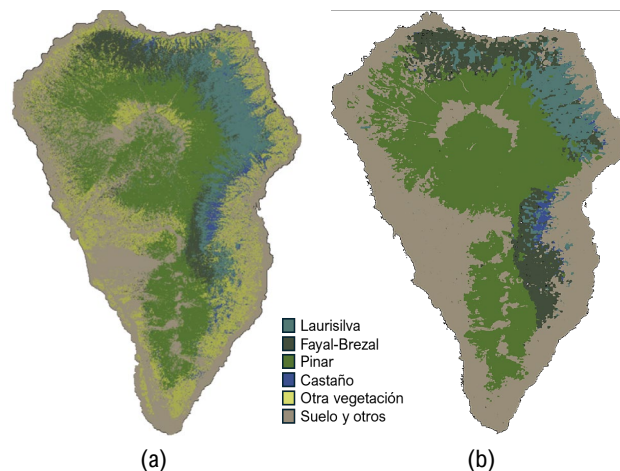 Laurisilva
Fayal-Brezal
Pinar
Castaño
Otra vegetación
Suelo y otros
(a) (b)